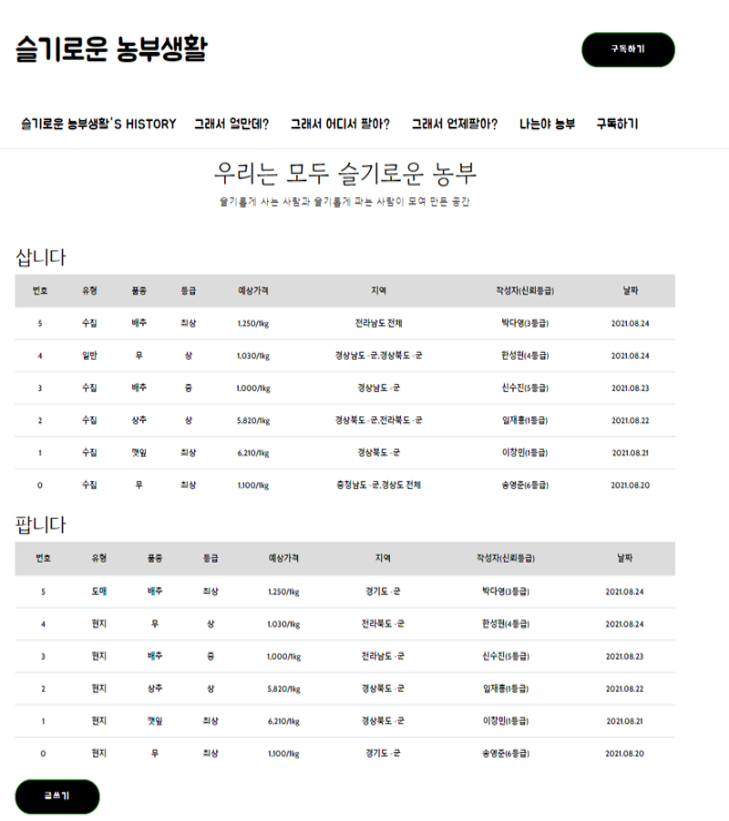 슬기로운 농부생활
구독하기
슬기로운 농부생활'S HISTORY 그래서 얼만데? 그래서 어디서 팔아? 그래서 언제팔아? 나는야 농부 구독하기
우리는 모두 슬기로운 농부
슬기롭게 사는 사람과 슬기롭게 파는 사람이 모여 만든 공간
삽니다
번호 유형 품종 등급 예상가격 지역 작성자(신뢰등급) 날짜
5 수집 배추 최상 1,250/1kg 전라남도 전체 박다영(3등급) 2021.08.24
4 일반 무 상 1,030/1kg 경상남도 -군,경상북도 -군 한성원(4등급) 2021.08.24
3 수집 배추 중 1,000/1kg 경상남도 -군 신수진(5등급) 2021.08.23
2 수집 상추 상 5,820/1kg 경상북도 -군,전라북도 -군 임재홍(1등급) 2021.08.22
1 수집 깻잎 최상 6,210/1kg 경상북도 -군 이창민(1등급) 2021.08.21
0 수집 무 최상 1,100/1kg 충청남도 -군,경상도 전체 송영준(6등급) 2021.08.20
팝니다
번호 유형 품종 등급 예상가격 지역 작성자(신뢰등급) 날짜
5 도매 배추 최상 1,250/1kg 경기도 -군 박다영(3등급) 2021.08.24
4 현지 무 상 1,030/1kg 전라북도 -군 한성원(4등급) 2021.08.24
3 현지 배추 중 1,000/1kg 전라남도 -군 신수진(5등급) 2021.08.23
2 현지 상추 상 5,820/1kg 경상북도 -군 임재홍(1등급) 2021.08.22
1 현지 깻잎 최상 6,210/1kg 경상북도 -군 이창민(1등급) 2021.08.21
0 현지 무 최상 1,100/1kg 경기도 -군 송영준(6등급) 2021.08.20
글쓰기